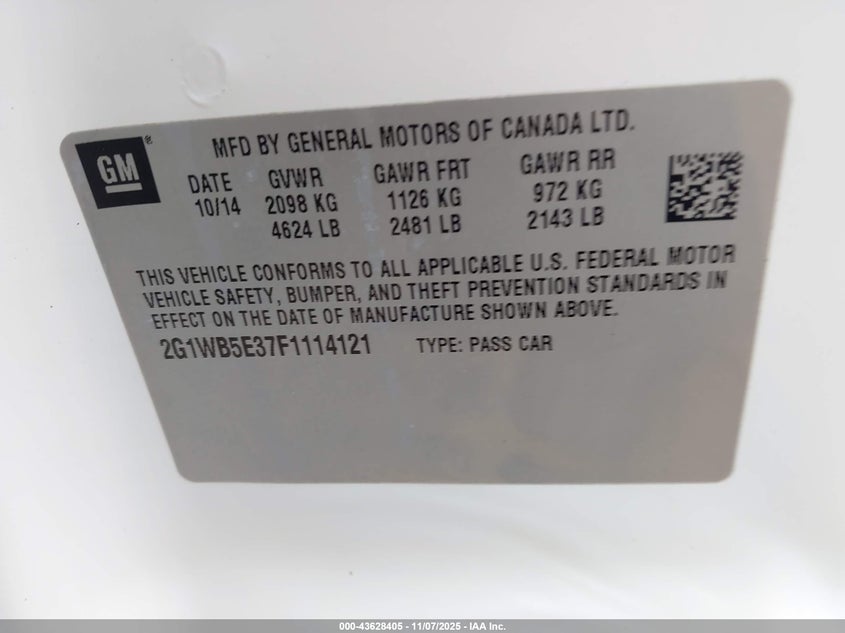 GM®
MFD BY GENERAL MOTORS OF CANADA LTD.
DATE GVWR GAWR FRT GAWR RR
10/14 2098 KG 1126 KG 972 KG
4624 LB 2481 LB 2143 LB
THIS VEHICLE CONFORMS TO ALL APPLICABLE U.S. FEDERAL MOTOR
VEHICLE SAFETY, BUMPER, AND THEFT PREVENTION STANDARDS IN
EFFECT ON THE DATE OF MANUFACTURE SHOWN ABOVE.
2G1WB5E37F1114121 TYPE: PASS CAR
000-43628405 - 11/07/2025 - IAA Inc.